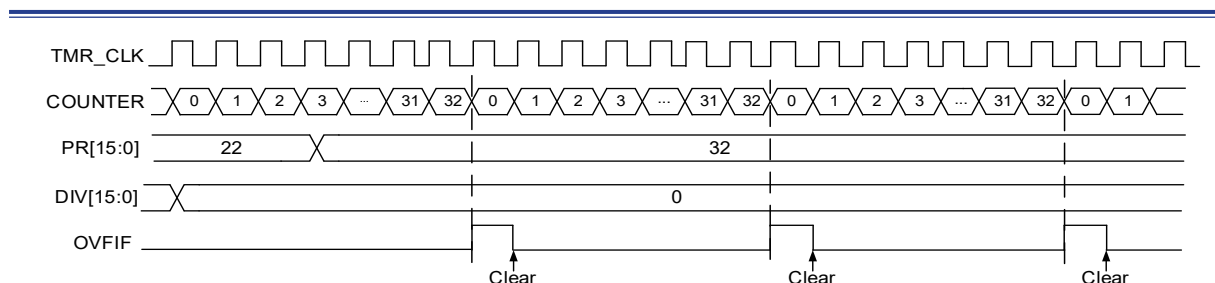 TMR_CLK
COUNTER 0 1 2 3 ... 31 32 0 1 2 3 ... 31 32 0 1 2 3 ... 31 32 0 1
PR[15:0] 22 32
DIV[15:0] 0
OVFIF
Clear Clear Clear